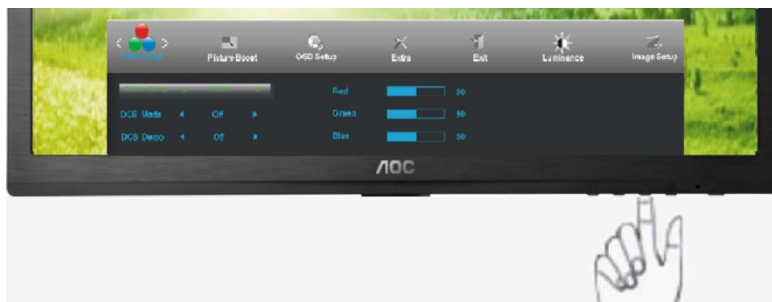 Picture Boost
OSD Setup
Extra
Exit
Luminance
Image Setup
Red 50
DCB Mode Off
Green 50
DCB Demo Off
Blue 50
AOC